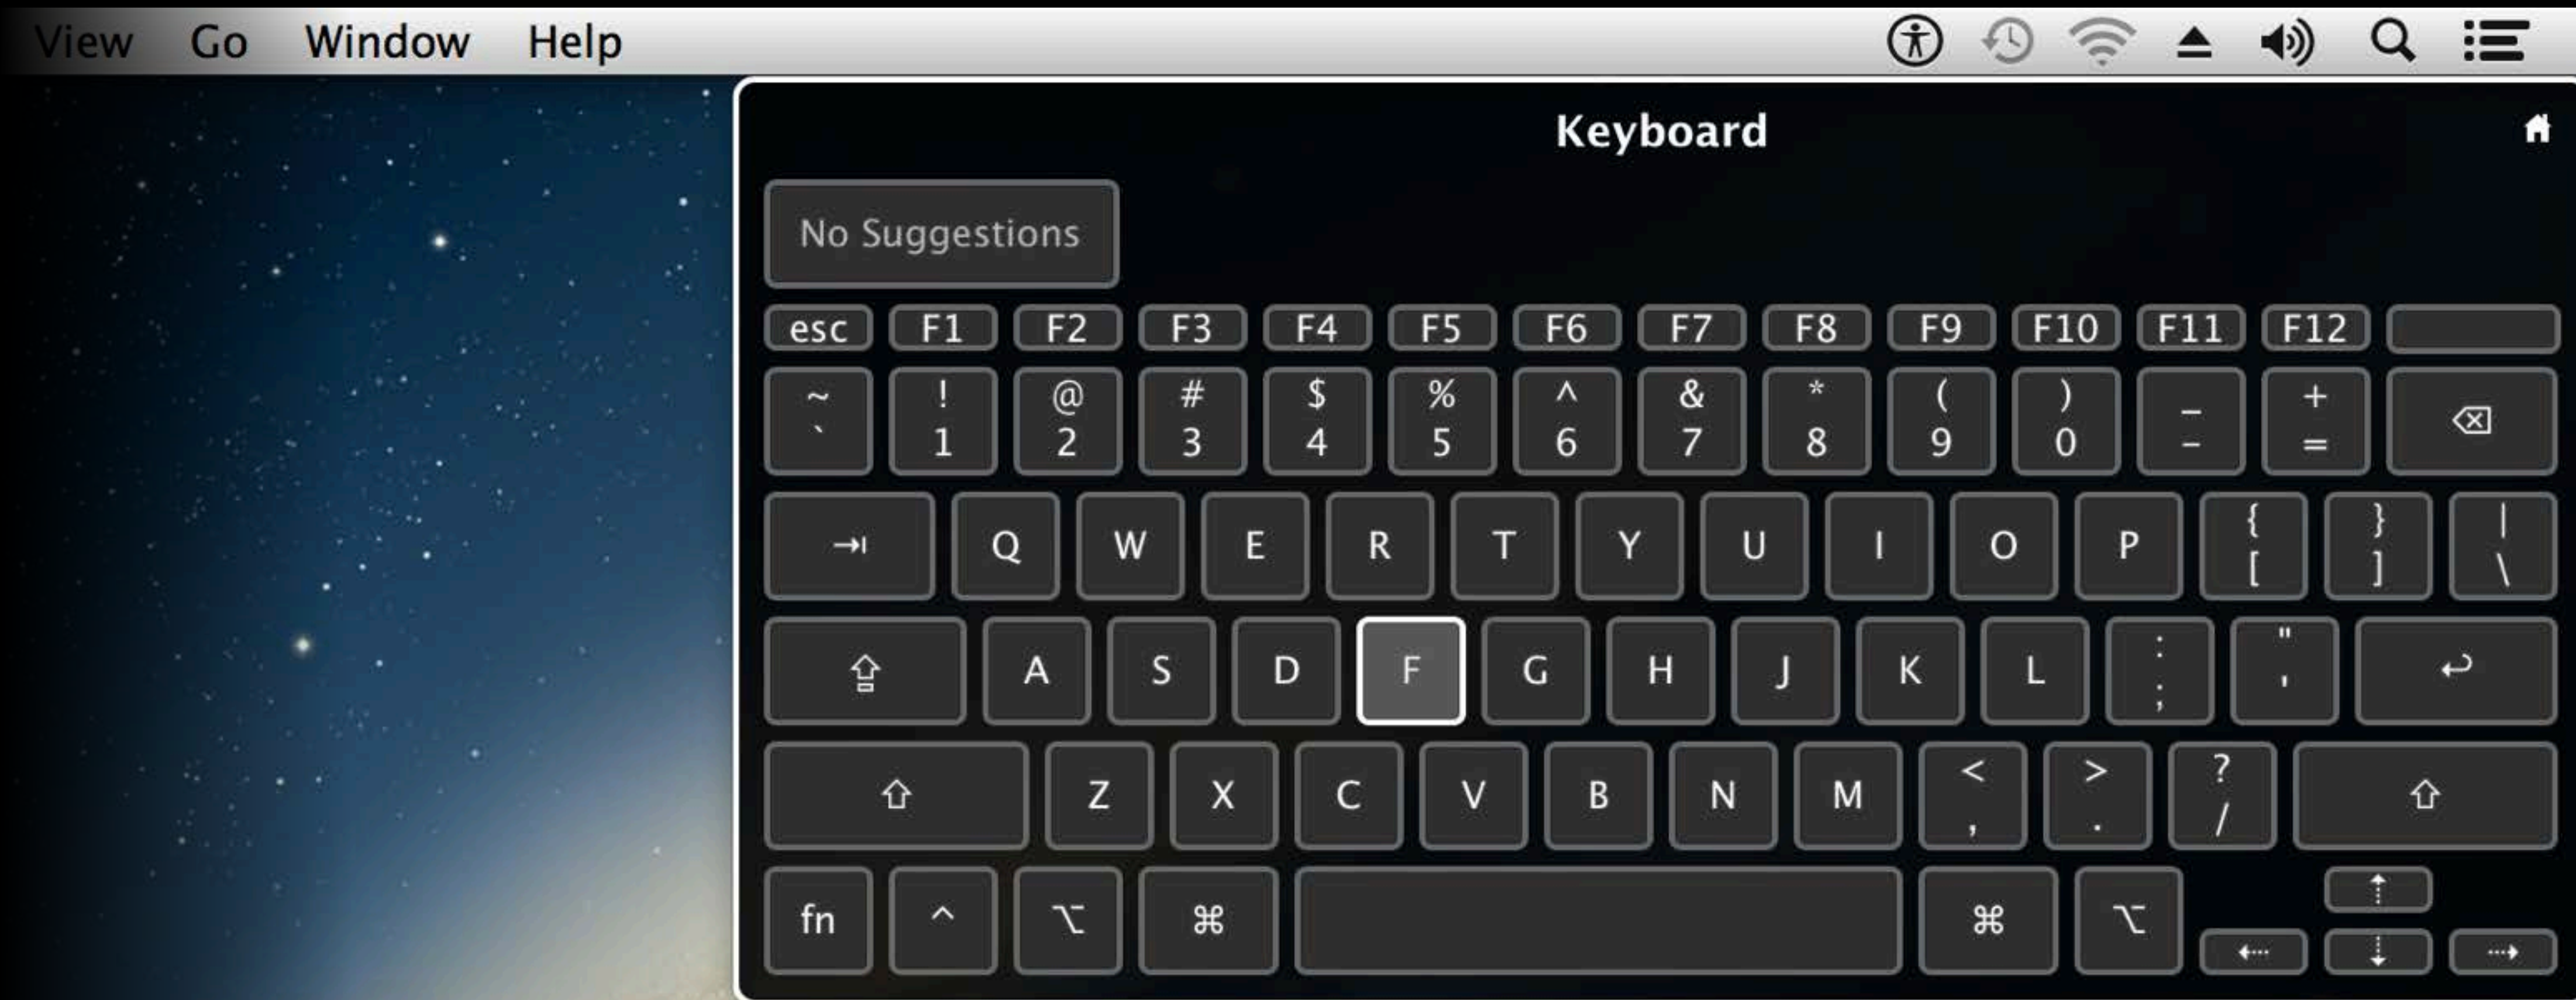 View Go Window Help
Keyboard
No Suggestions
esc F1 F2 F3 F4 F5 F6 F7 F8 F9 F10 F11 F12
~ ! @ # $ % ^ & * ( ) _ +
` 1 2 3 4 5 6 7 8 9 0 - =
Q W E R T Y U I O P { } |
[ ] \
A S D F G H J K L : "
; '
Z X C V B N M < > ?
, . /
fn ^ ⌥ ⌘ ⌘ ⌥